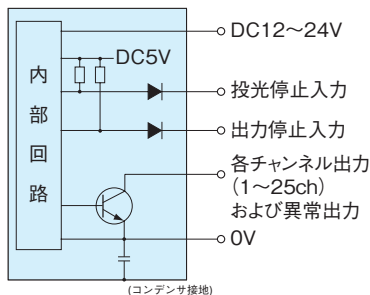 DC12〜24V
DC5V
内部回路
投光停止入力
出力停止入力
各チャンネル出力
(1〜25ch)
および異常出力
0V
(コンデンサ接地)